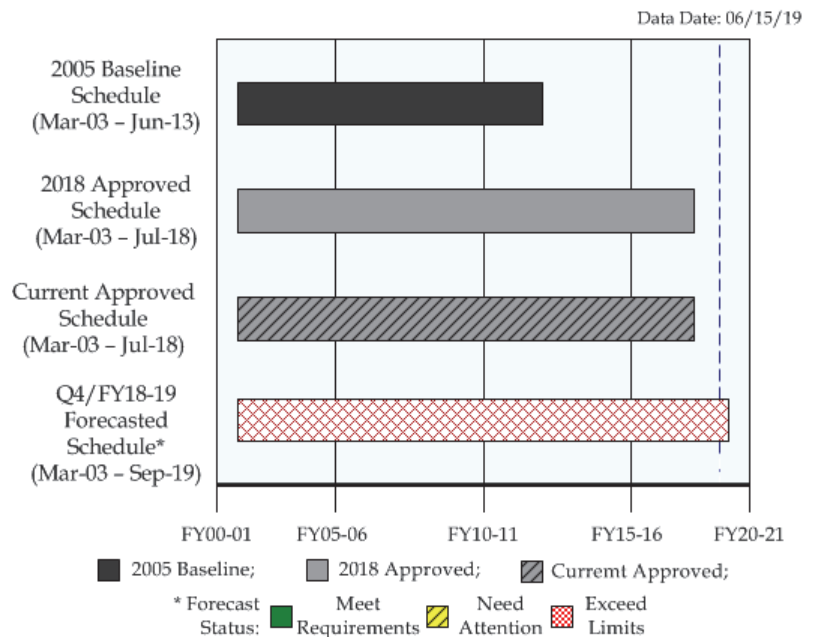 Data Date: 06/15/19
2005 Baseline
Schedule
(Mar-03 – Jun-13)
2018 Approved
Schedule
(Mar-03 – Jul-18)
Current Approved
Schedule
(Mar-03 – Jul-18)
Q4/FY18-19
Forecasted
Schedule*
(Mar-03 – Sep-19)
FY00-01 FY05-06 FY10-11 FY15-16 FY20-21
2005 Baseline; 2018 Approved; Curremt Approved;
* Forecast Meet Need Exceed
Status: Requirements Attention Limits